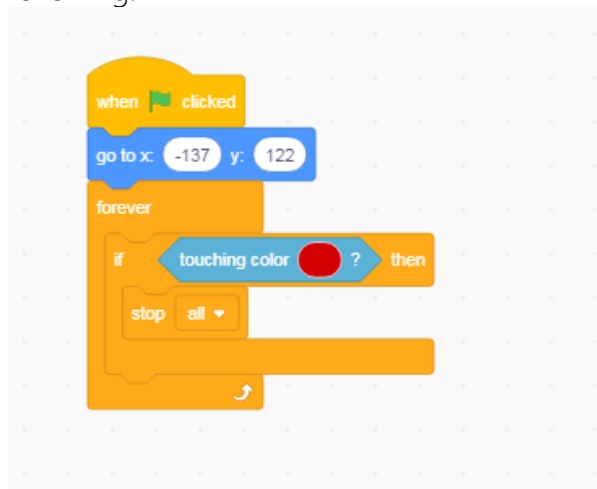 when clicked
go to x: -137 y: 122
forever
if touching color ? then
stop all